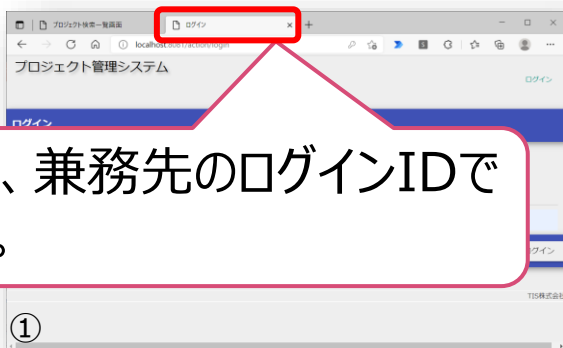 プロジェクト検索一覧画面
ログイン
localhost:8081/action/login
プロジェクト管理システム
ログイン
ログイン
、兼務先のログインIDで
。
グイン
TIS株式会社
①